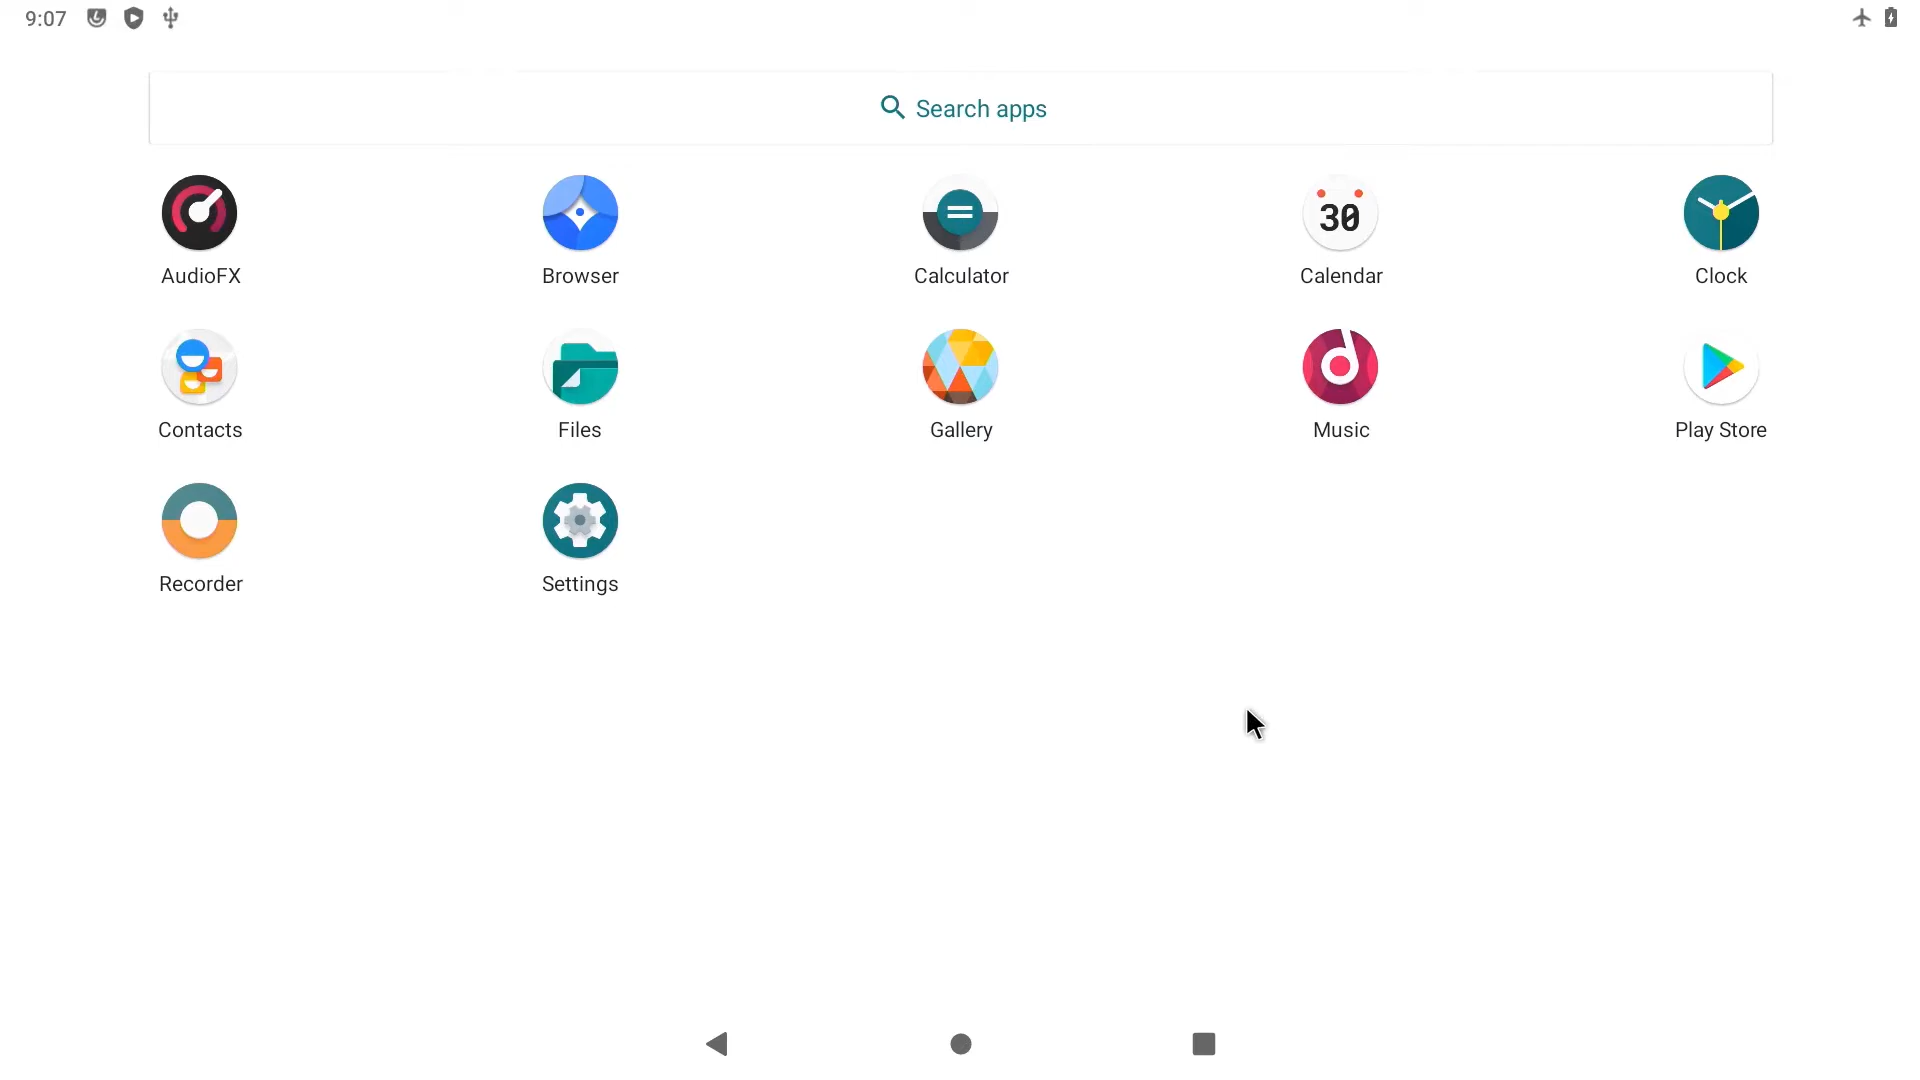 9:07
Search apps
AudioFX
Browser
Calculator
30
Calendar
Clock
Contacts
Files
Gallery
Music
Play Store
Recorder
Settings